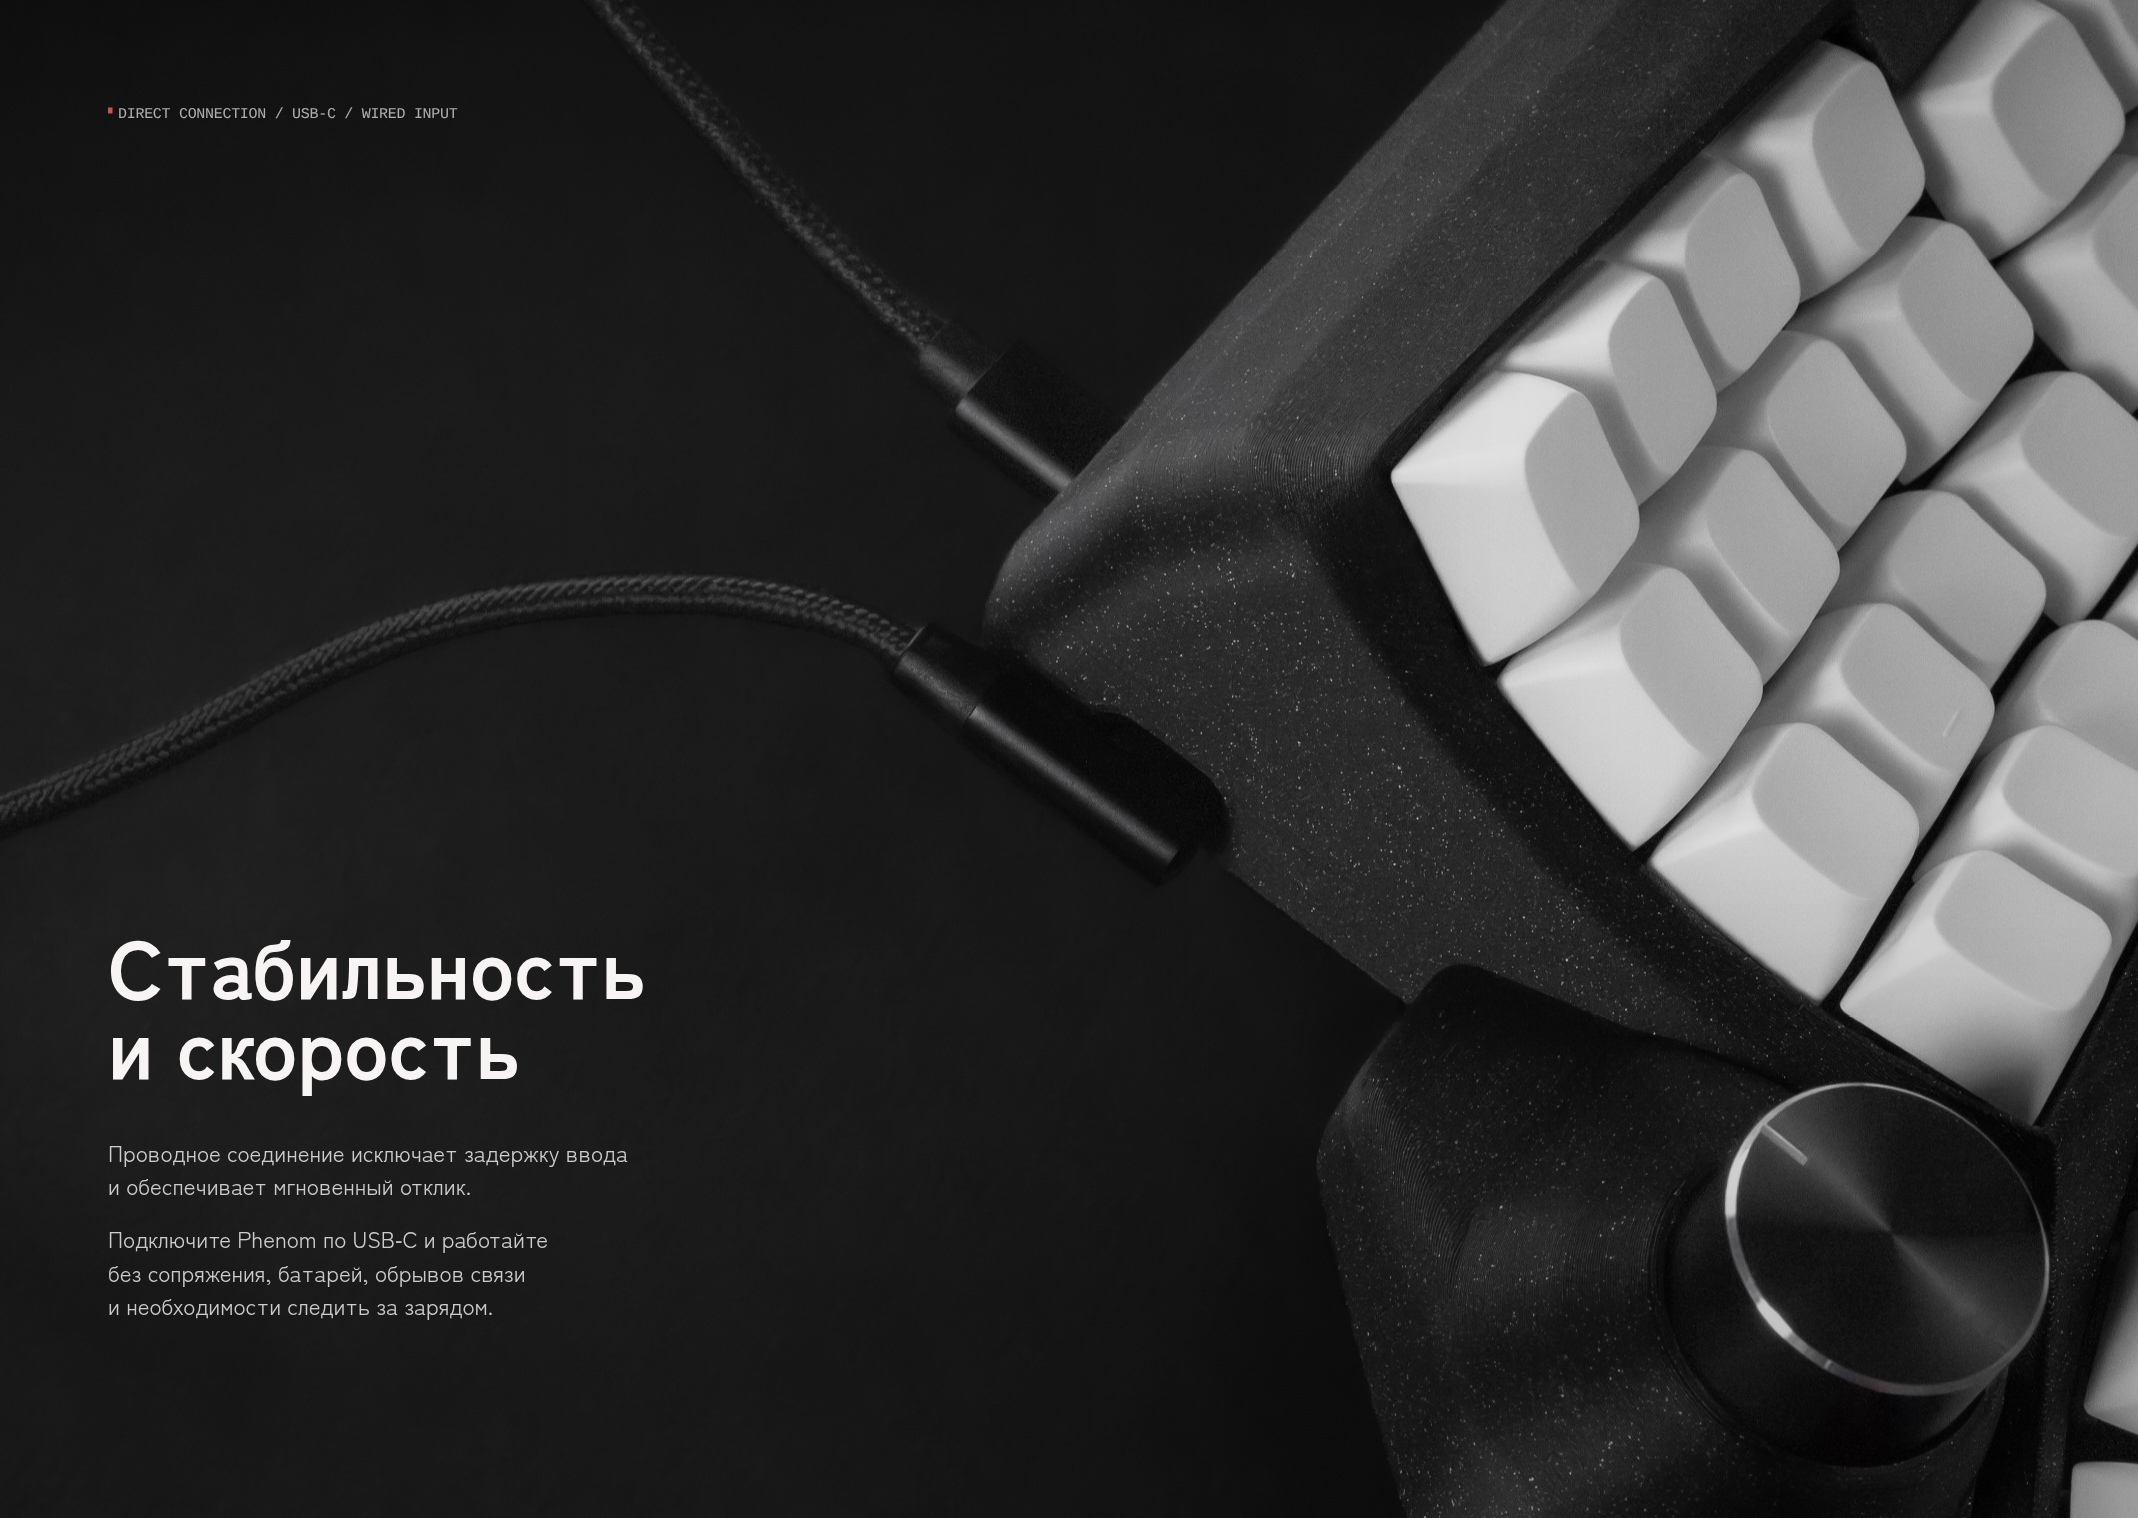 DIRECT CONNECTION / USB-C / WIRED INPUT
Стабильность
и скорость
Проводное соединение исключает задержку ввода
и обеспечивает мгновенный отклик.
Подключите Phenom по USB-C и работайте
без сопряжения, батарей, обрывов связи
и необходимости следить за зарядом.